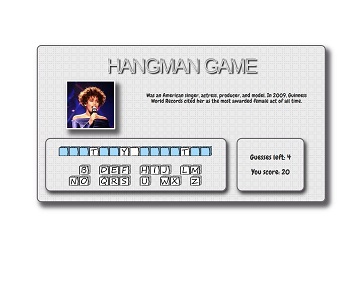 HANGMAN GAME
Was an American singer, actress, producer, and model. In 2009, Guinness
World Records cited her as the most awarded female act of all time.
T Y T
B D E F H I J L M
N O Q R S U W X Z
Guesses left: 4
You score: 20